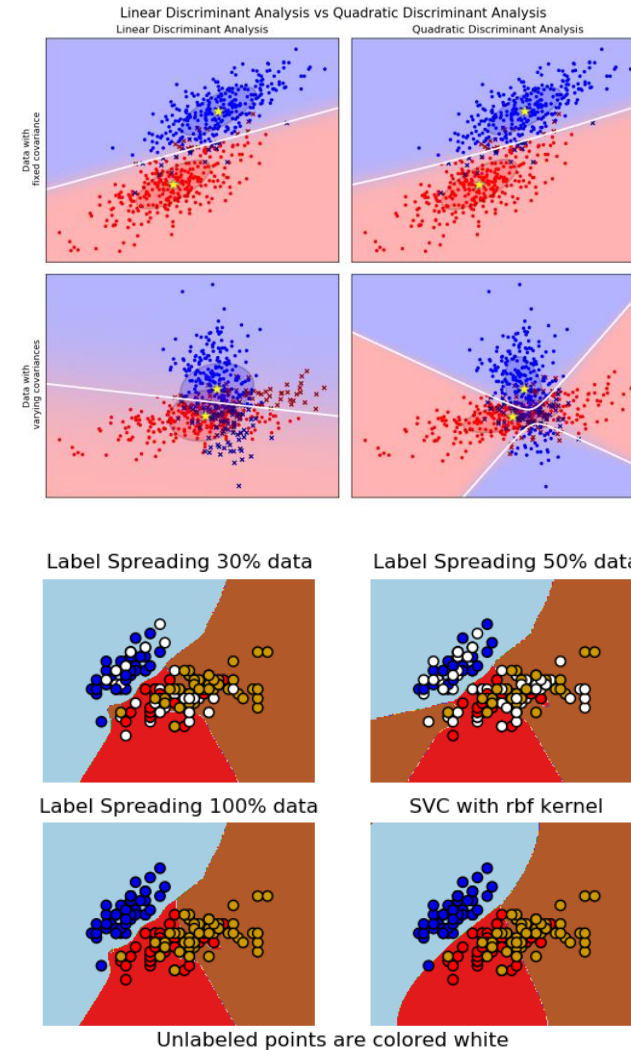 Linear Discriminant Analysis vs Quadratic Discriminant Analysis
Linear Discriminant Analysis
Quadratic Discriminant Analysis
Data with
fixed covariance
Data with
varying covariances
Label Spreading 30% data
Label Spreading 50% data
Label Spreading 100% data
SVC with rbf kernel
Unlabeled points are colored white